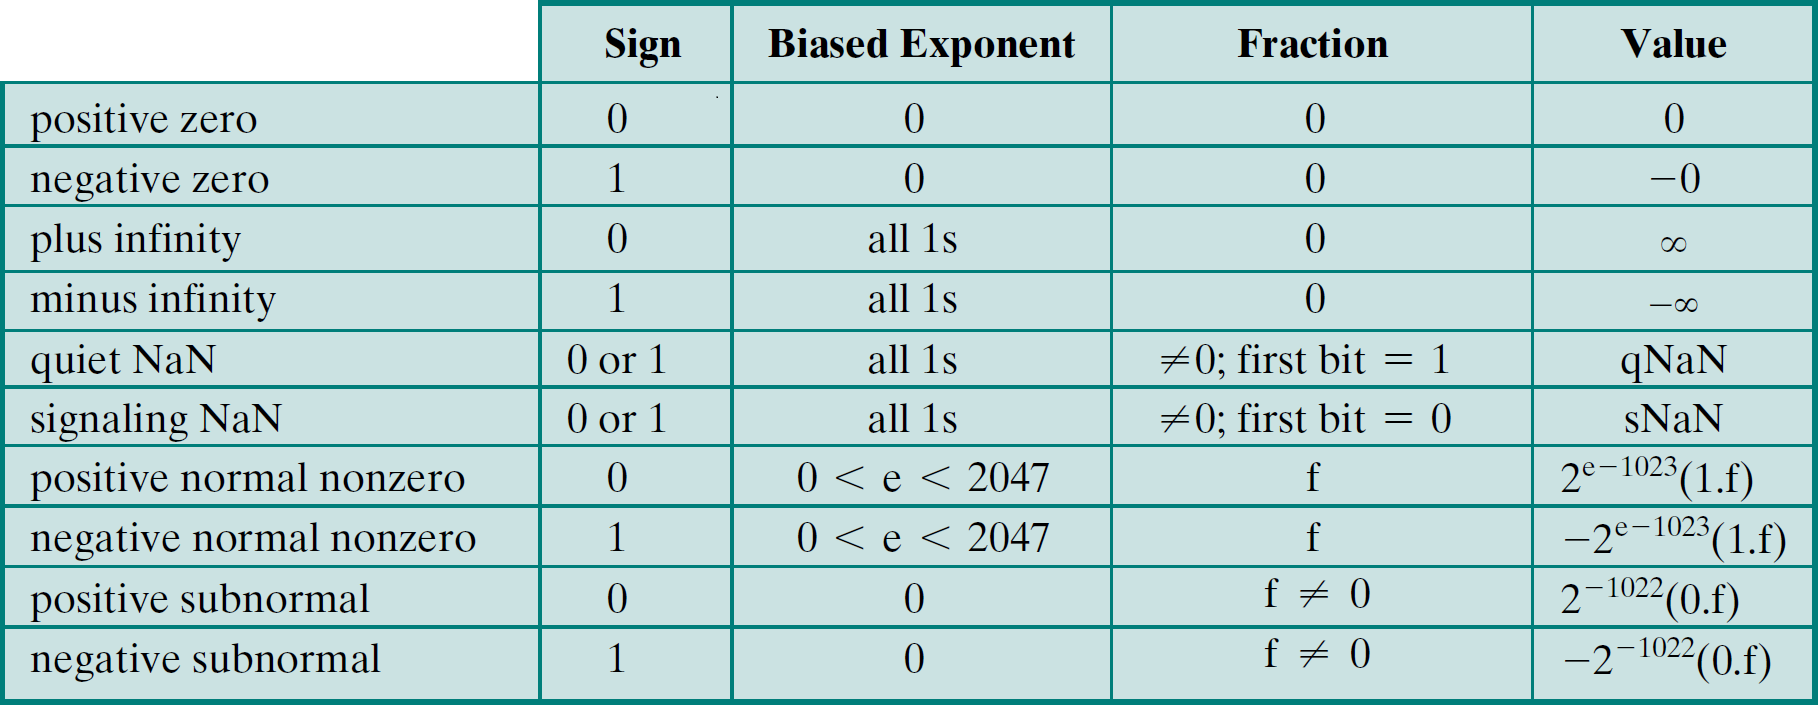 Sign Biased Exponent Fraction Value
positive zero 0 0 0 0
negative zero 1 0 0 −0
plus infinity 0 all 1s 0 ∞
minus infinity 1 all 1s 0 −∞
quiet NaN 0 or 1 all 1s ≠0; first bit = 1 qNaN
signaling NaN 0 or 1 all 1s ≠0; first bit = 0 sNaN
positive normal nonzero 0 0 < e < 2047 f 2^{e−1023}(1.f)
negative normal nonzero 1 0 < e < 2047 f −2^{e−1023}(1.f)
positive subnormal 0 0 f ≠ 0 2^{−1022}(0.f)
negative subnormal 1 0 f ≠ 0 −2^{−1022}(0.f)